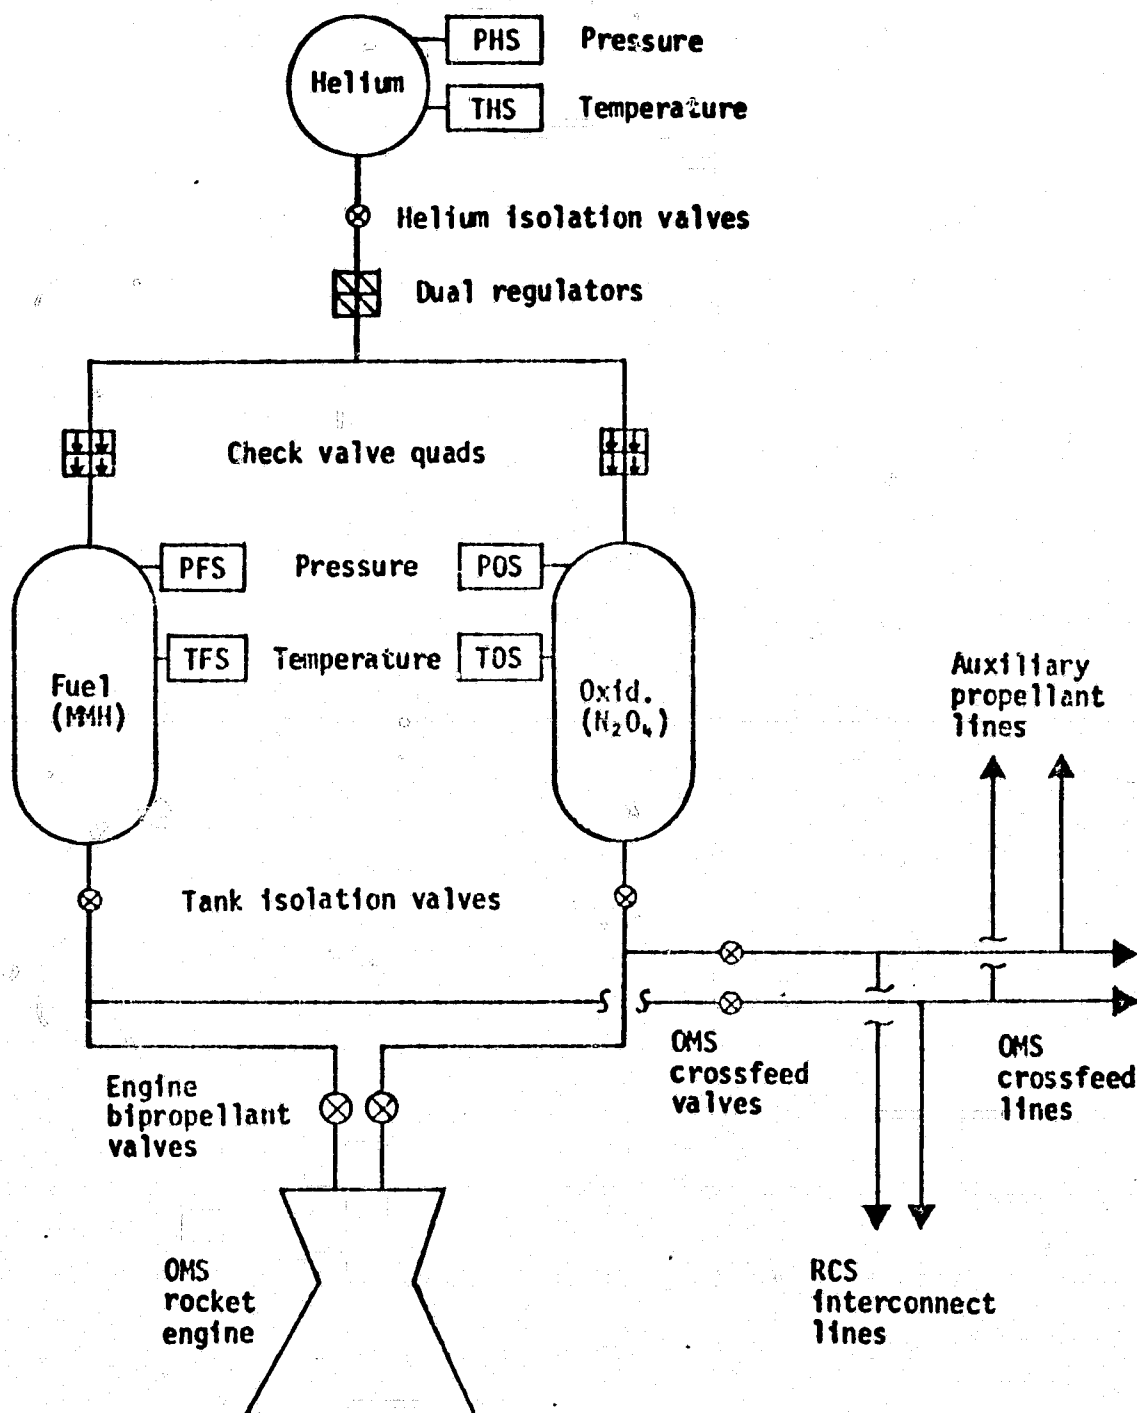 PHS Pressure
Helium
THS Temperature
Helium isolation valves
Dual regulators
Check valve quads
PFS Pressure POS
TFS Temperature TOS
Fuel
(MMH)
Oxid.
(N₂O₄)
Auxiliary
propellant
lines
Tank isolation valves
OMS
crossfeed
valves
OMS
crossfeed
lines
Engine
bipropellant
valves
OMS
rocket
engine
RCS
interconnect
lines